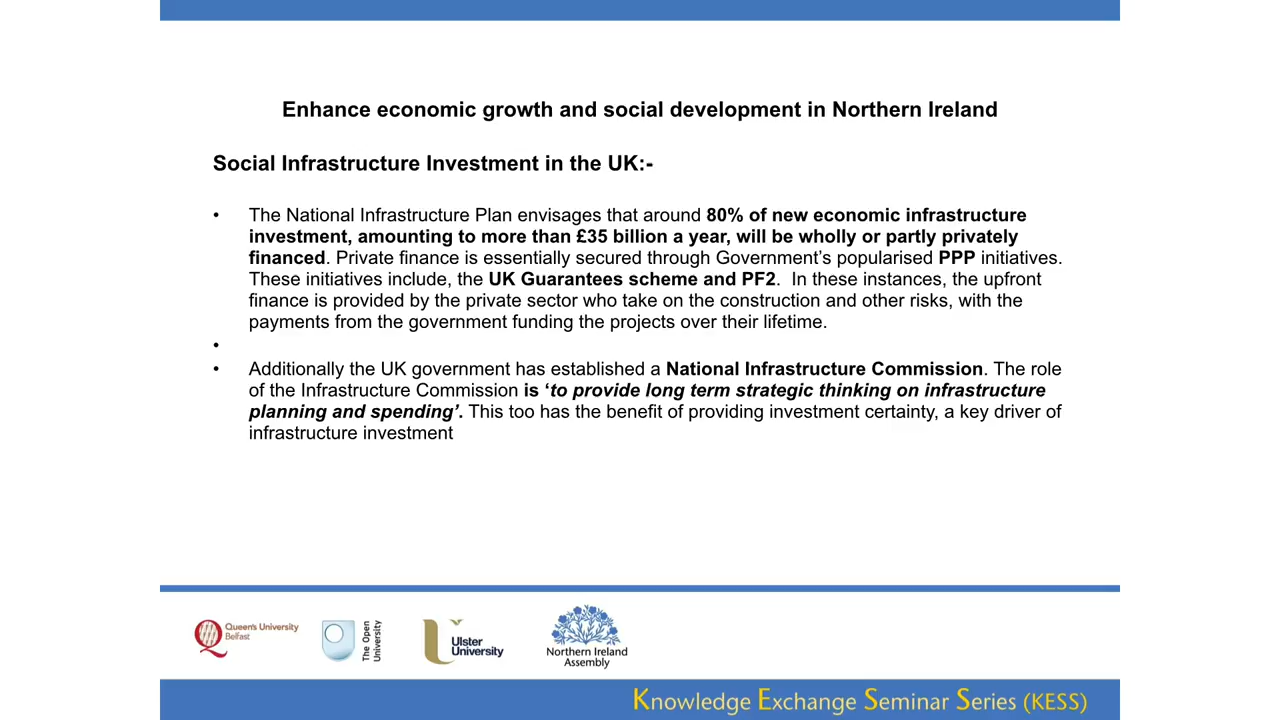 Enhance economic growth and social development in Northern Ireland
Social Infrastructure Investment in the UK:-
• The National Infrastructure Plan envisages that around 80% of new economic infrastructure
investment, amounting to more than £35 billion a year, will be wholly or partly privately
financed. Private finance is essentially secured through Government’s popularised PPP initiatives.
These initiatives include, the UK Guarantees scheme and PF2.  In these instances, the upfront
finance is provided by the private sector who take on the construction and other risks, with the
payments from the government funding the projects over their lifetime.
•
• Additionally the UK government has established a National Infrastructure Commission. The role
of the Infrastructure Commission is ‘to provide long term strategic thinking on infrastructure
planning and spending’. This too has the benefit of providing investment certainty, a key driver of
infrastructure investment
Queen's University
Belfast
The Open
University
Ulster
University
Northern Ireland
Assembly
Knowledge Exchange Seminar Series (KESS)